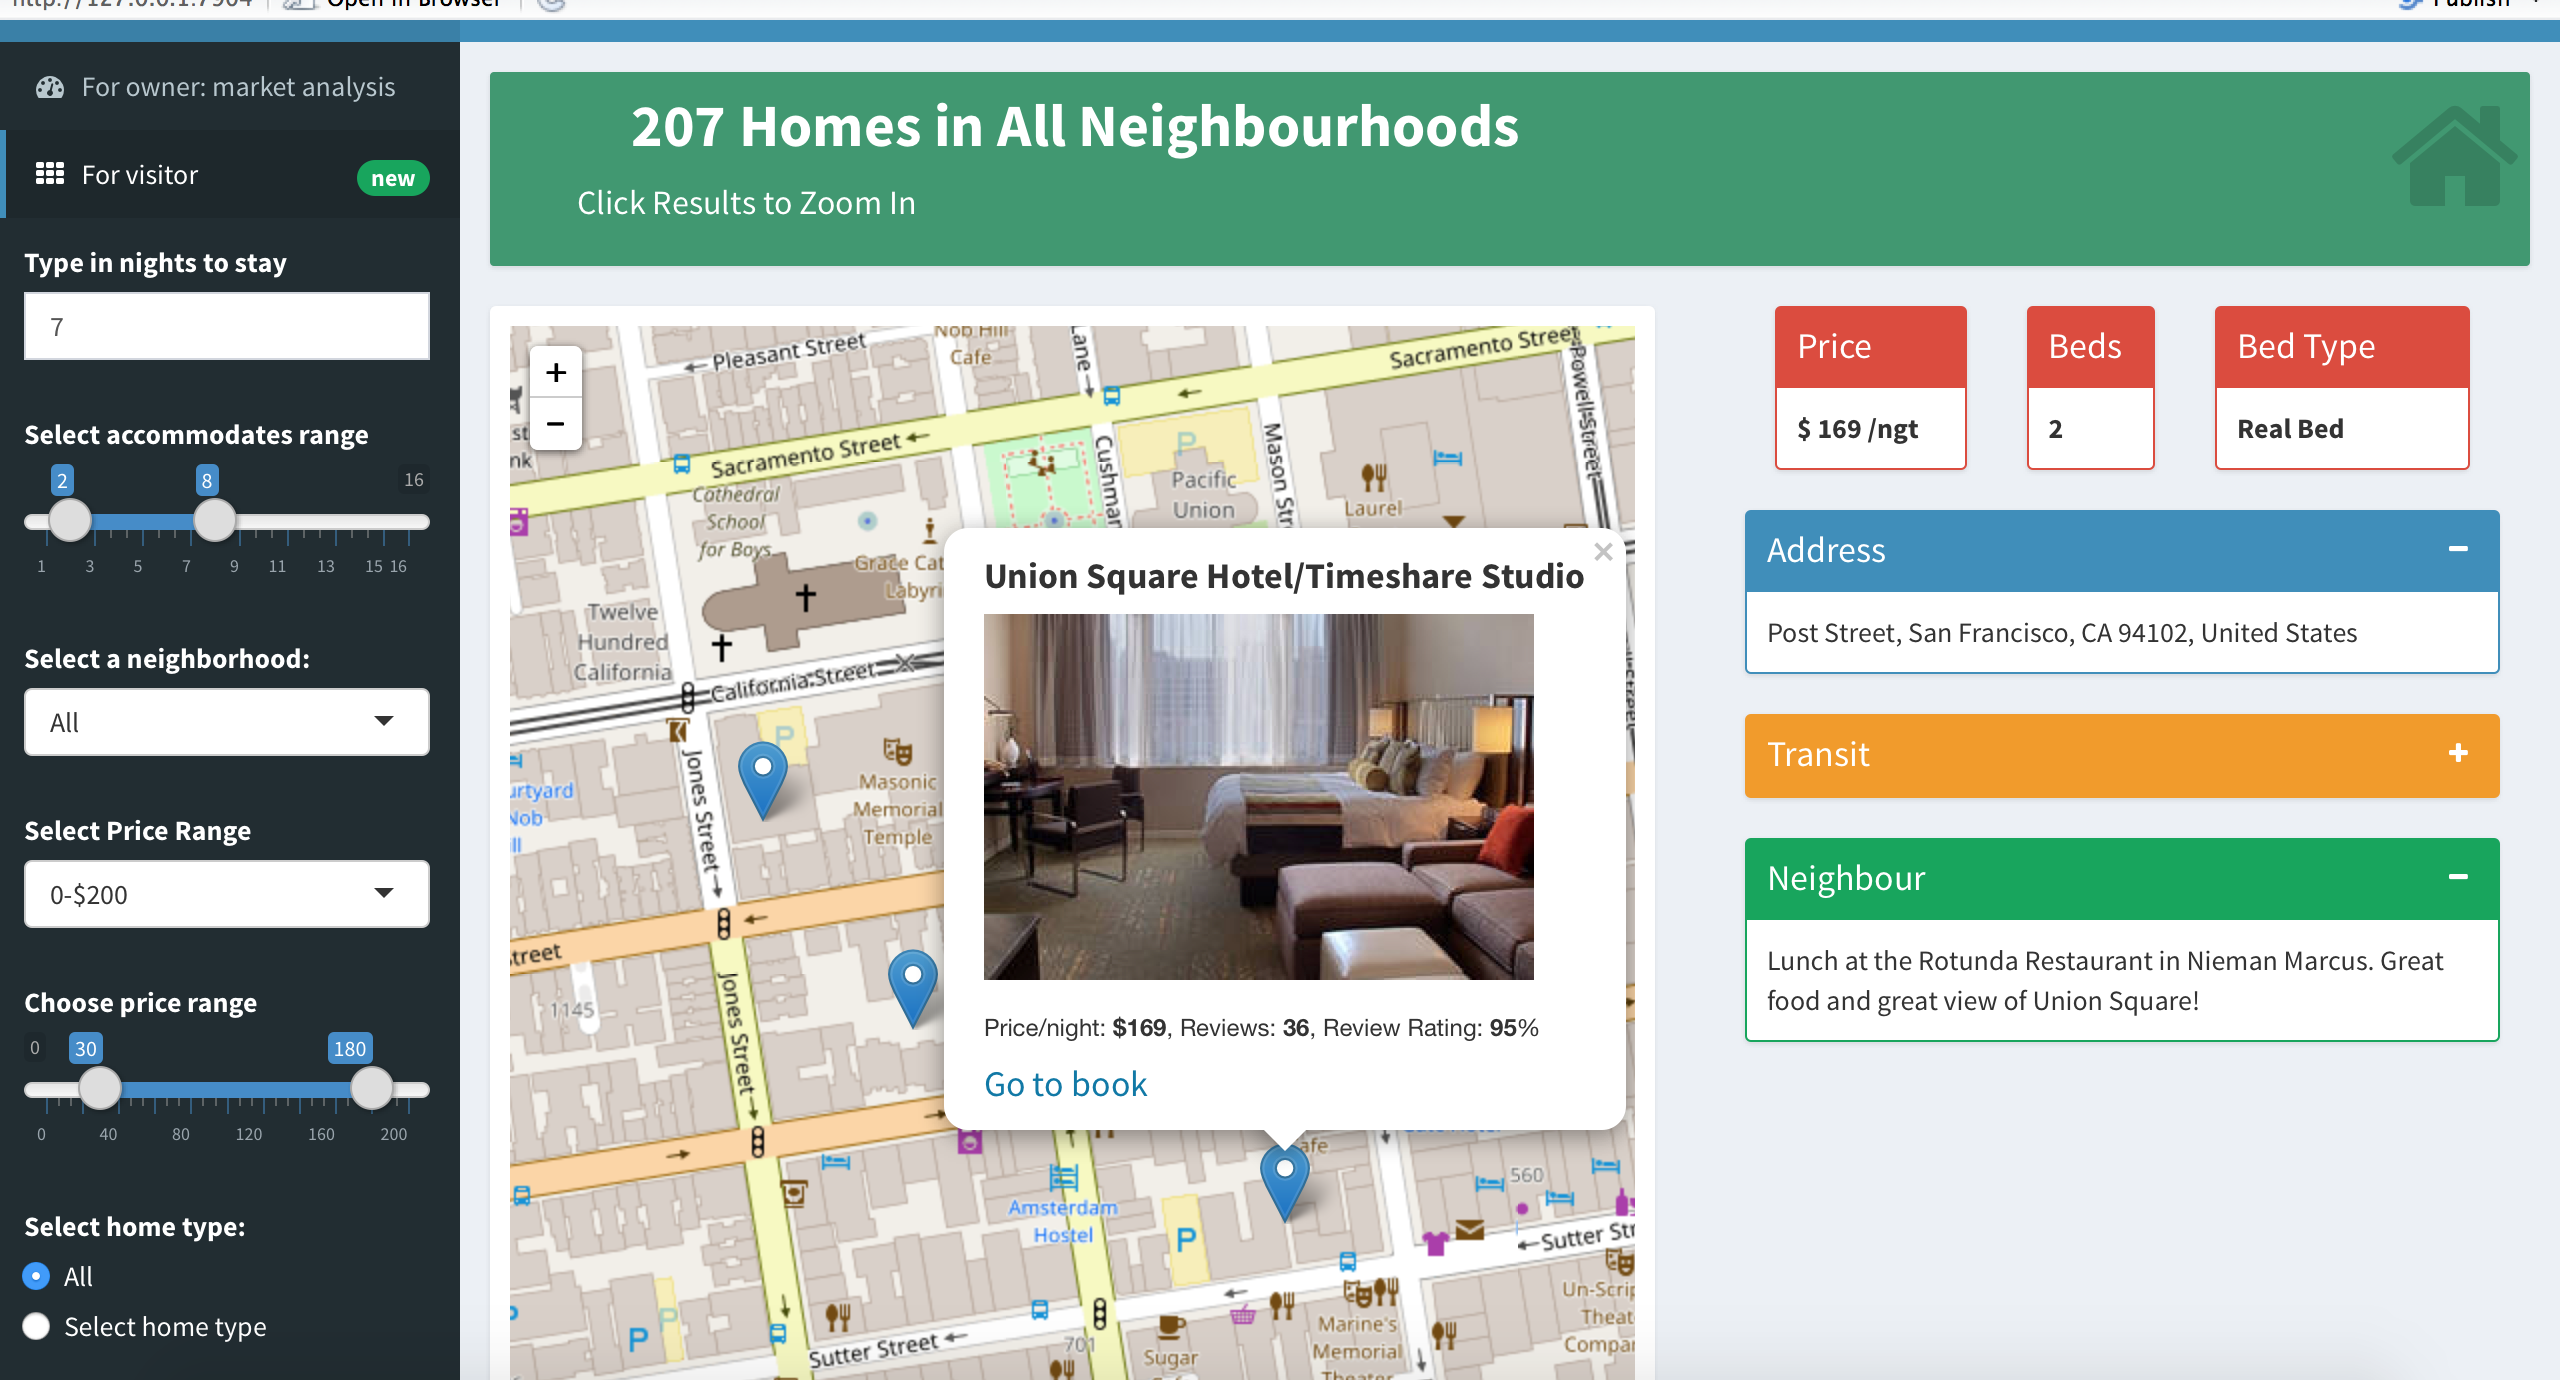 http://127.0.0.1:7904
Open in Browser
Publish
For owner: market analysis
For visitor
new
Type in nights to stay
7
Select accommodates range
2
8
16
1 3 5 7 9 11 13 15 16
Select a neighborhood:
All
Select Price Range
0-$200
Choose price range
0
30
180
0 40 80 120 160 200
Select home type:
All
Select home type
207 Homes in All Neighbourhoods
Click Results to Zoom In
+
−
Pleasant Street
Nob Hill
Cafe
Lane
Sacramento Street
Powell Street
Sacramento Street
Cathedral
School
for Boys
Cushman
P
Pacific
Union
Mason Str
Laurel
Grace Cat
Labyri
Twelve
Hundred
California
California Street
P
Jones Street
Masonic
Memorial
Temple
urtyard
Nob
ll
treet
1145
Jones Street
Union Square Hotel/Timeshare Studio
×
Price/night: $169, Reviews: 36, Review Rating: 95%
Go to book
afe
Amsterdam
Hostel
P
560
Sutter Str
Un-Scrip
Theat
Compa
Marine's
Memorial
Theater
P
P
701
Sutter Street
Sugar
Price
$ 169 /ngt
Beds
2
Bed Type
Real Bed
Address
Post Street, San Francisco, CA 94102, United States
Transit
Neighbour
Lunch at the Rotunda Restaurant in Nieman Marcus. Great
food and great view of Union Square!